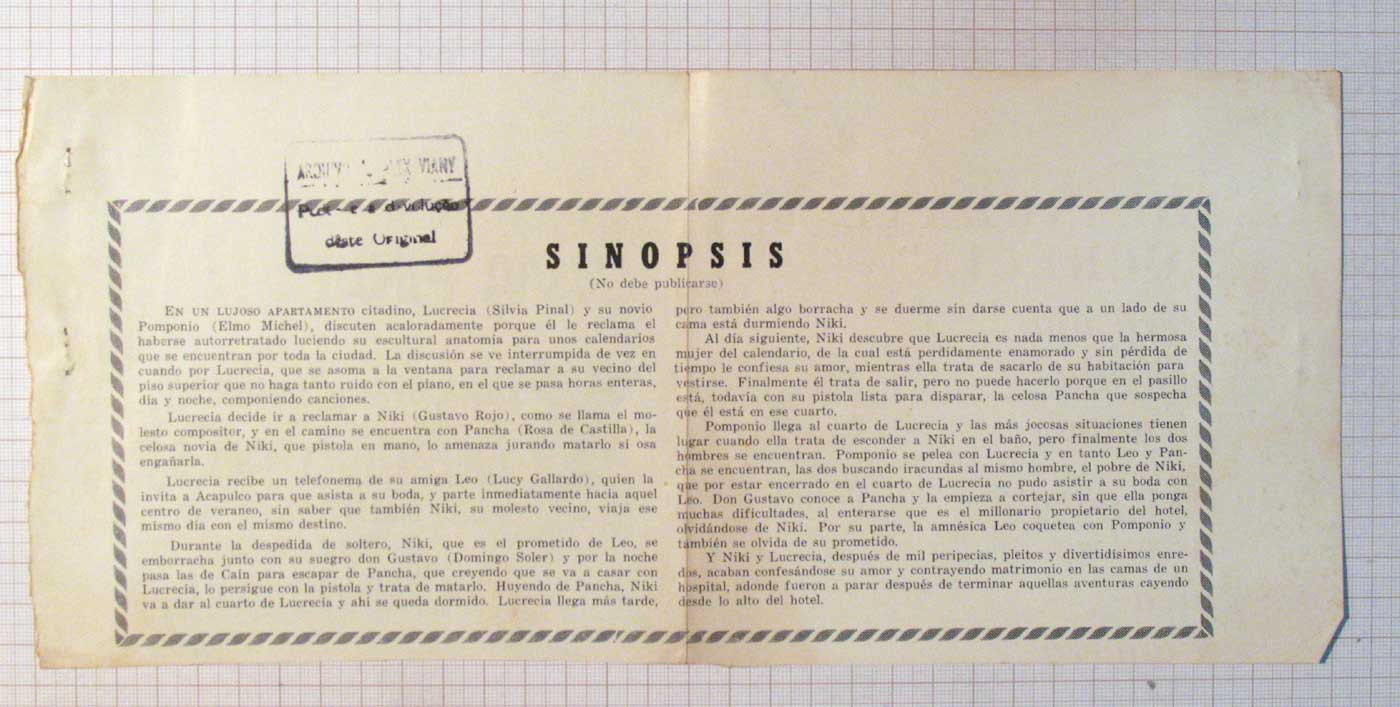 VIANY
devolução
dêste Original
SINOPSIS
(No debe publicarse)
EN UN LUJOSO APARTAMENTO citadino, Lucrecia (Silvia Pinal) y su novio
Pomponio (Elmo Michel), discuten acaloradamente porque él le reclama el
haberse autorretratado luciendo su escultural anatomía para unos calendarios
que se encuentran por toda la ciudad. La discusión se ve interrumpida de vez en
cuando por Lucrecia, que se asoma a la ventana para reclamar a su vecino del
piso superior que no haga tanto ruido con el piano, en el que se pasa horas enteras,
día y noche, componiendo canciones.
Lucrecia decide ir a reclamar a Niki (Gustavo Rojo), como se llama el mo-
lesto compositor, y en el camino se encuentra con Pancha (Rosa de Castilla), la
celosa novia de Niki, que pistola en mano, lo amenaza jurando matarlo si osa
engañarla.
Lucrecia recibe un telefonema de su amiga Leo (Lucy Gallardo), quien la
invita a Acapulco para que asista a su boda, y parte inmediatamente hacia aquel
centro de veraneo, sin saber que también Niki, su molesto vecino, viaja ese
mismo día con el mismo destino.
Durante la despedida de soltero, Niki, que es el prometido de Leo, se
emborracha junto con su suegro don Gustavo (Domingo Soler) y por la noche
pasa las de Caín para escapar de Pancha, que creyendo que se va a casar con
Lucrecia, lo persigue con la pistola y trata de matarlo. Huyendo de Pancha, Niki
va a dar al cuarto de Lucrecia y ahí se queda dormido. Lucrecia llega más tarde,
pero también algo borracha y se duerme sin darse cuenta que a un lado de su
cama está durmiendo Niki.
Al día siguiente, Niki descubre que Lucrecia es nada menos que la hermosa
mujer del calendario, de la cual está perdidamente enamorado y sin pérdida de
tiempo le confiesa su amor, mientras ella trata de sacarlo de su habitación para
vestirse. Finalmente él trata de salir, pero no puede hacerlo porque en el pasillo
está, todavía con su pistola lista para disparar, la celosa Pancha que sospecha
que él está en ese cuarto.
Pomponio llega al cuarto de Lucrecia y las más jocosas situaciones tienen
lugar cuando ella trata de esconder a Niki en el baño, pero finalmente los dos
hombres se encuentran. Pomponio se pelea con Lucrecia y en tanto Leo y Pan-
cha se encuentran, las dos buscando iracundas al mismo hombre, el pobre de Niki,
que por estar encerrado en el cuarto de Lucrecia no pudo asistir a su boda con
Leo. Don Gustavo conoce a Pancha y la empieza a cortejar, sin que ella ponga
muchas dificultades, al enterarse que es el millonario propietario del hotel,
olvidándose de Niki. Por su parte, la amnésica Leo coquetea con Pomponio y
también se olvida de su prometido.
Y Niki y Lucrecia, después de mil peripecias, pleitos y divertidísimos enre-
dos, acaban confesándose su amor y contrayendo matrimonio en las camas de un
hospital, adonde fueron a parar después de terminar aquellas aventuras cayendo
desde lo alto del hotel.